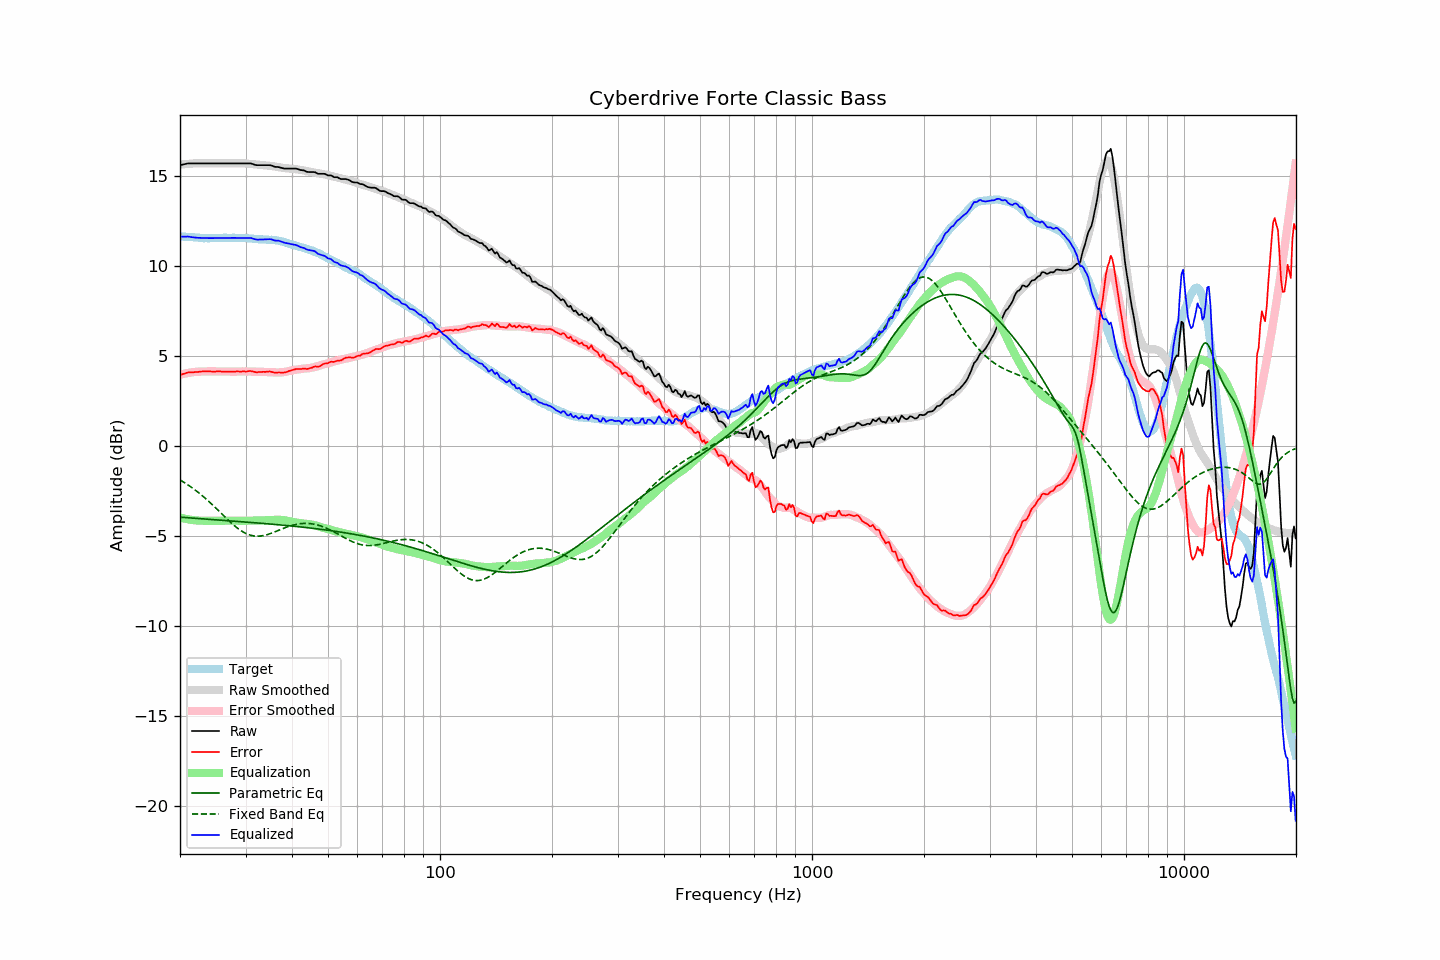 Cyberdrive Forte Classic Bass
Amplitude (dBr)
15
10
5
0
−5
−10
−15
−20
Target
Raw Smoothed
Error Smoothed
Raw
Error
Equalization
Parametric Eq
Fixed Band Eq
Equalized
100
1000
10000
Frequency (Hz)